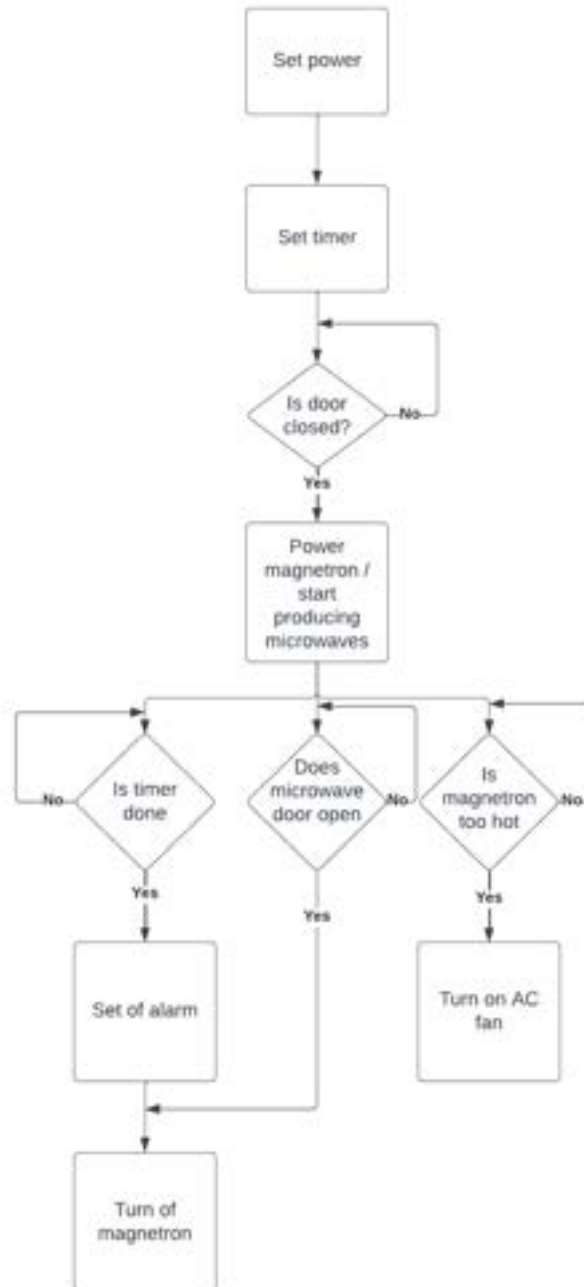 Set power
Set timer
Is door
closed?
No
Yes
Power
magnetron /
start
producing
microwaves
Is timer
done
No
Does
microwave
door open
No
Is
magnetron
too hot
No
Yes
Yes
Yes
Set of alarm
Turn on AC
fan
Turn of
magnetron